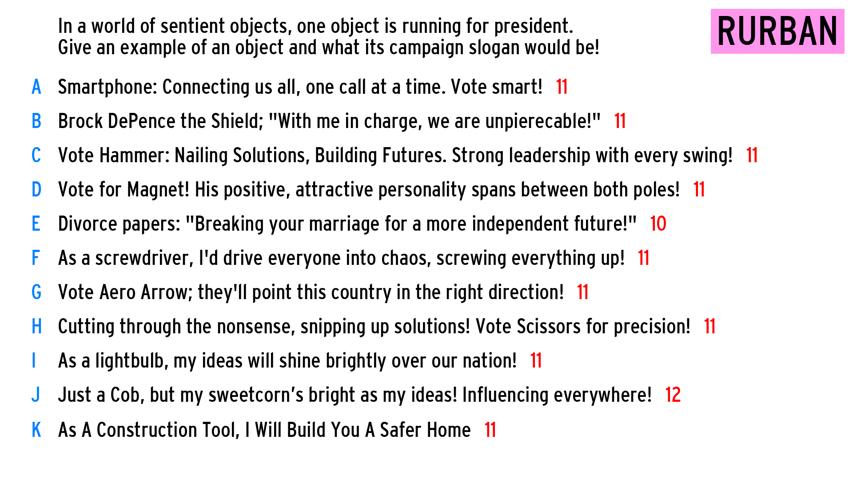 In a world of sentient objects, one object is running for president.
Give an example of an object and what its campaign slogan would be!
RURBAN
A Smartphone: Connecting us all, one call at a time. Vote smart! 11
B Brock DePence the Shield; "With me in charge, we are unpierecable!" 11
C Vote Hammer: Nailing Solutions, Building Futures. Strong leadership with every swing! 11
D Vote for Magnet! His positive, attractive personality spans between both poles! 11
E Divorce papers: "Breaking your marriage for a more independent future!" 10
F As a screwdriver, I'd drive everyone into chaos, screwing everything up! 11
G Vote Aero Arrow; they'll point this country in the right direction! 11
H Cutting through the nonsense, snipping up solutions! Vote Scissors for precision! 11
I As a lightbulb, my ideas will shine brightly over our nation! 11
J Just a Cob, but my sweetcorn’s bright as my ideas! Influencing everywhere! 12
K As A Construction Tool, I Will Build You A Safer Home 11